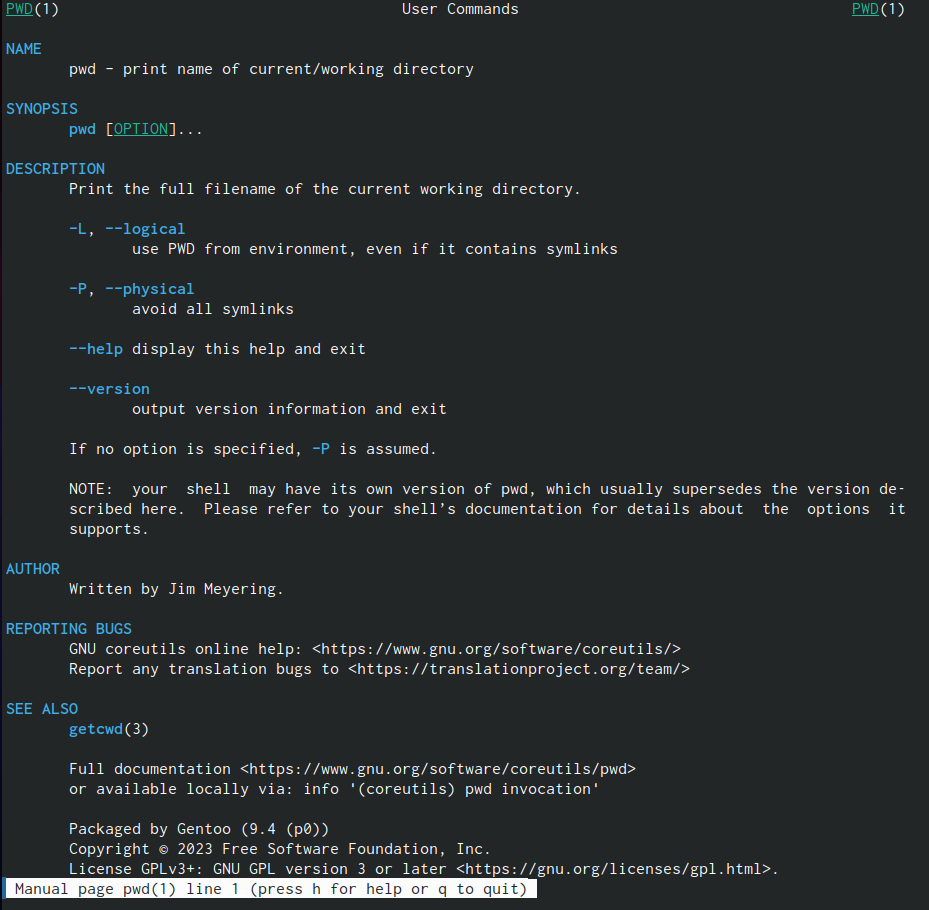 PWD(1) User Commands PWD(1)
NAME
pwd - print name of current/working directory
SYNOPSIS
pwd [OPTION]...
DESCRIPTION
Print the full filename of the current working directory.
-L, --logical
use PWD from environment, even if it contains symlinks
-P, --physical
avoid all symlinks
--help display this help and exit
--version
output version information and exit
If no option is specified, -P is assumed.
NOTE: your shell may have its own version of pwd, which usually supersedes the version de-
scribed here. Please refer to your shell’s documentation for details about the options it
supports.
AUTHOR
Written by Jim Meyering.
REPORTING BUGS
GNU coreutils online help: <https://www.gnu.org/software/coreutils/>
Report any translation bugs to <https://translationproject.org/team/>
SEE ALSO
getcwd(3)
Full documentation <https://www.gnu.org/software/coreutils/pwd>
or available locally via: info '(coreutils) pwd invocation'
Packaged by Gentoo (9.4 (p0))
Copyright © 2023 Free Software Foundation, Inc.
License GPLv3+: GNU GPL version 3 or later <https://gnu.org/licenses/gpl.html>.
Manual page pwd(1) line 1 (press h for help or q to quit)